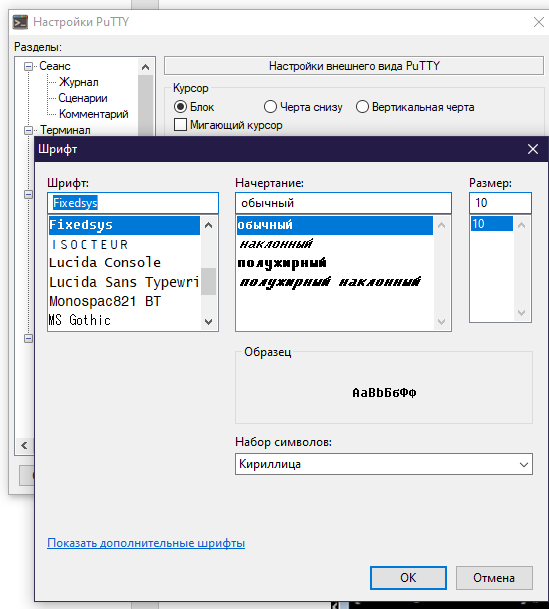 Настройки PuTTY
Разделы:
Сеанс
Журнал
Сценарии
Комментарий
Терминал
Настройки внешнего вида PuTTY
Курсор
Блок
Черта снизу
Вертикальная черта
Мигающий курсор
Шрифт
Шрифт:
Fixedsys
Fixedsys
ISOCTEUR
Lucida Console
Lucida Sans Typewri
Monospac821 BT
MS Gothic
Начертание:
обычный
обычный
наклонный
полужирный
полужирный наклонный
Размер:
10
10
Образец
АаBbБбФф
Набор символов:
Кириллица
Показать дополнительные шрифты
ОК
Отмена